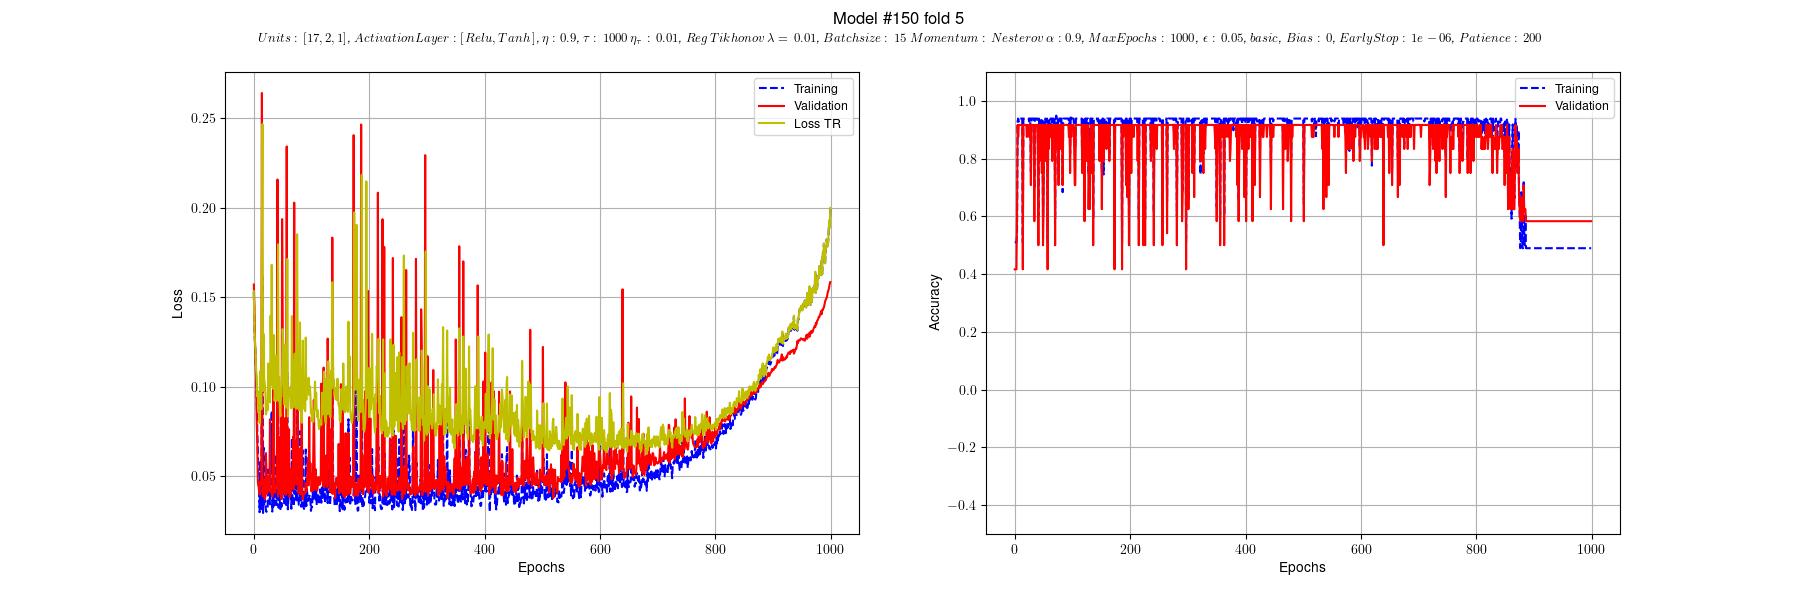 Model #150 fold 5
Units : [17, 2, 1], ActivationLayer : [Relu, Tanh], η : 0.9, τ : 1000 η_τ : 0.01, Reg Tikhonov λ = 0.01, Batchsize : 15 Momentum : Nesterov α : 0.9, MaxEpochs : 1000, ϵ : 0.05, basic, Bias : 0, EarlyStop : 1e − 06, Patience : 200
Training
Validation
Loss TR
0.25
0.20
0.15
0.10
0.05
Loss
0 200 400 600 800 1000
Epochs
Training
Validation
1.0
0.8
0.6
0.4
0.2
0.0
−0.2
−0.4
Accuracy
0 200 400 600 800 1000
Epochs